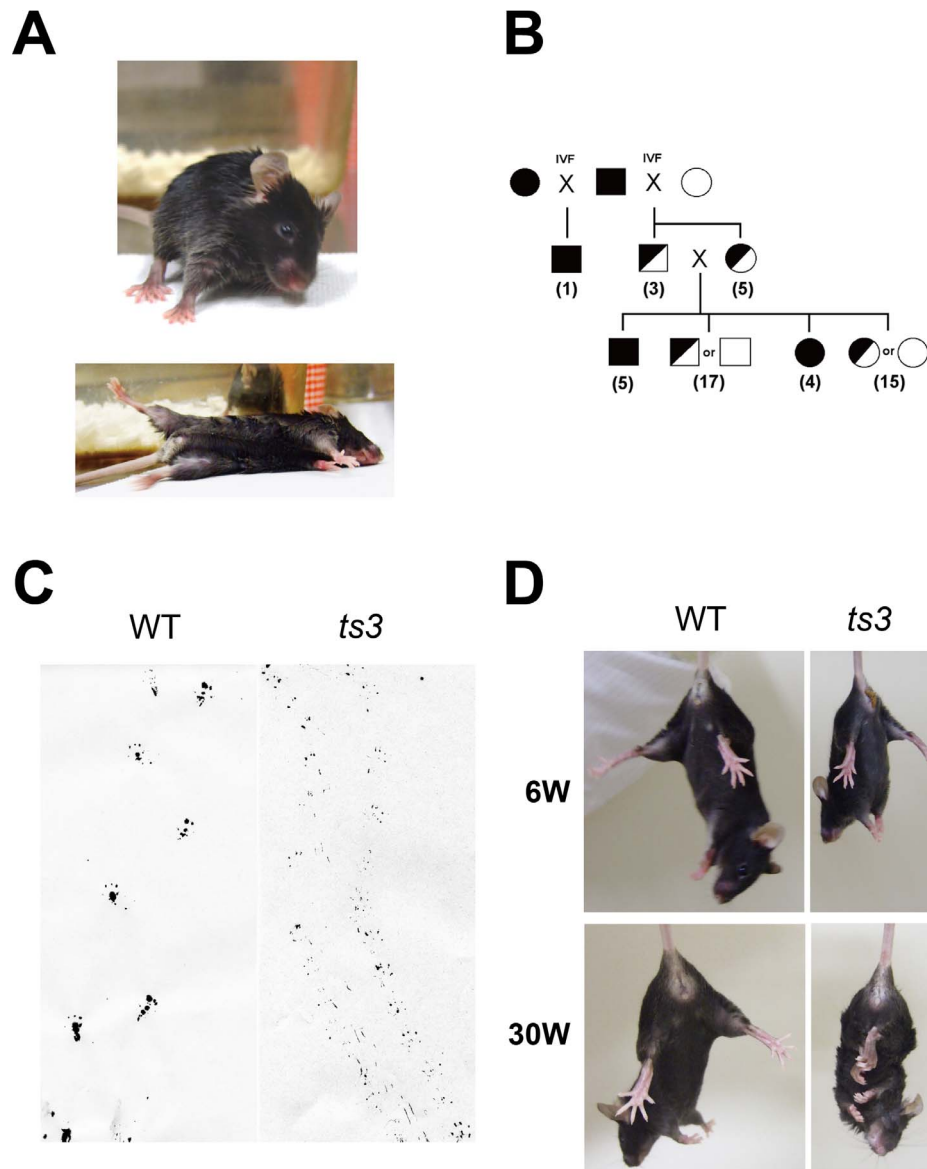 A
B
IVF IVF
X X
X
(1) (3) (5)
or or
(5) (17) (4) (15)
C
WT ts3
D
WT ts3
6W
30W